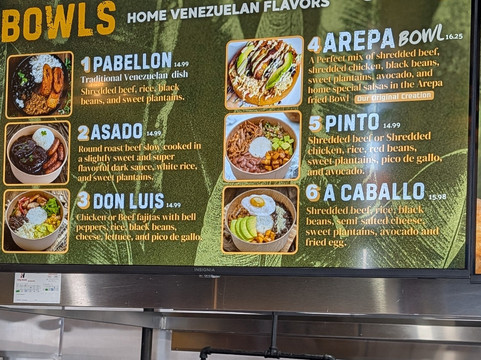 BOWLS HOME VENEZUELAN FLAVORS
1 PABELLON 14.99
Traditional Venezuelan dish
Shredded beef, rice, black
beans, and sweet plantains.
2 ASADO 14.99
Round roast beef slow cooked in
a slightly sweet and super
flavorful dark sauce, white rice,
and sweet plantains.
3 DON LUIS 14.99
Chicken or Beef fajitas with bell
peppers, rice, black beans,
cheese, lettuce, and pico de gallo.
4 AREPA BOWL 16.25
A Perfect mix of shredded beef,
shredded chicken, black beans,
sweet plantains, avocado, and
home special salsas in the Arepa
fried Bowl Our Original Creation
5 PINTO 14.99
Shredded beef or Shredded
chicken, rice, red beans,
sweet plantains, pico de gallo,
and avocado.
6 A CABALLO 15.98
Shredded beef, rice, black
beans, semi salted cheese,
sweet plantains, avocado and
fried egg.
INSIGNIA